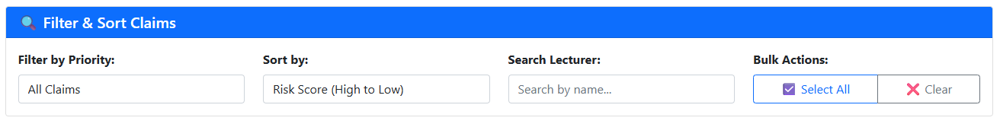 Filter & Sort Claims
Filter by Priority:
All Claims
Sort by:
Risk Score (High to Low)
Search Lecturer:
Search by name...
Bulk Actions:
Select All
Clear